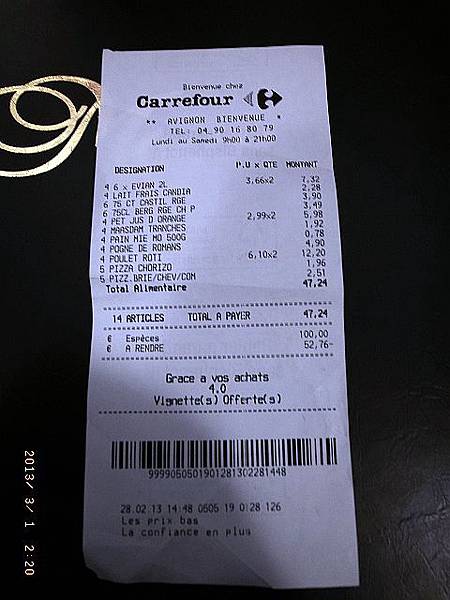 Bienvenue chez
Carrefour
** AVIGNON BIENVENUE *
TEL: 04 90 16 80 79
Lundi au Samedi 9h00 à 21h00
DESIGNATION P.U x QTE MONTANT
4 6 x EVIAN 2L 3,66x2 7,32
4 LAIT FRAIS CANDIA 2,28
6 75 CT CASTIL RGE 3,90
6 75CL BERG RGE CH P 3,49
4 PET JUS D ORANGE 2,99x2 5,98
4 MAASDAM TRANCHES 1,92
4 PAIN MIE MO 500G 0,78
4 POGNE DE ROMANS 4,90
4 POULET ROTI 6,10x2 12,20
5 PIZZA CHORIZO 1,96
5 PIZZ.BRIE/CHEV/COM 2,51
Total Alimentaire 47,24
14 ARTICLES TOTAL A PAYER 47,24
€ Espèces 100,00
€ A RENDRE 52,76-
Grace a vos achats
4.0
Vignette(s) Offerte(s)
9999060501901281302281448
28.02.13 14:48 0605 19 0128 126
Les prix bas
La confiance en plus
2013/ 3/ 1 2:20